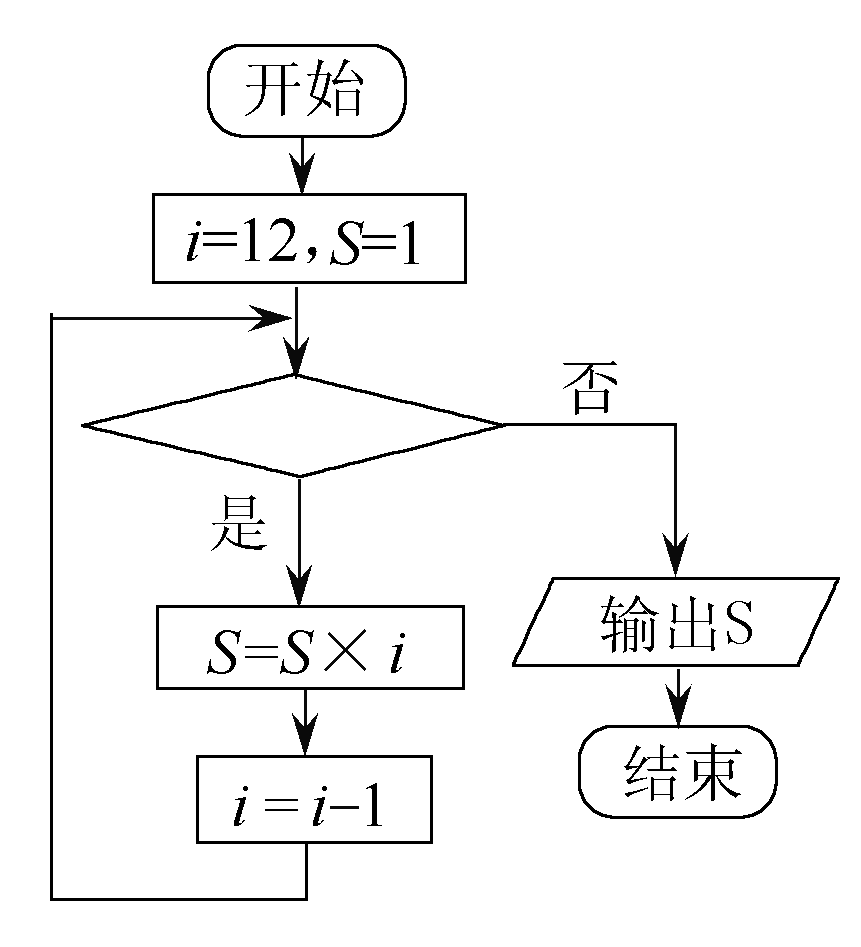 开始
i=12,S=1
否
是
S=S×i
输出S
i=i-1
结束